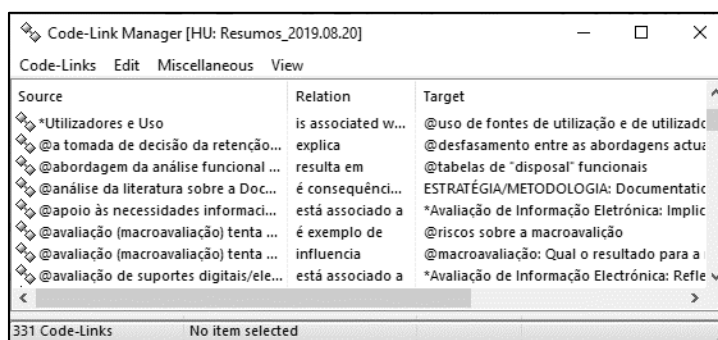 Code-Link Manager [HU: Resumos_2019.08.20]
Code-Links Edit Miscellaneous View
Source Relation Target
*Utilizadores e Uso is associated w... @uso de fontes de utilização e de utilizado
@a tomada de decisão da retenção... explica @desfasamento entre as abordagens actua
@abordagem da análise funcional ... resulta em @tabelas de "disposal" funcionais
@análise da literatura sobre a Doc... é consequênci... ESTRATÉGIA/METODOLOGIA: Documentatic
@apoio às necessidades informaci... está associado a *Avaliação de Informação Eletrónica: Implic
@avaliação (macroavaliação) tenta ... é exemplo de @riscos sobre a macroavalição
@avaliação (macroavaliação) tenta ... influencia @macroavaliação: Qual o resultado para a
@avaliação de suportes digitais/ele... está associado a *Avaliação de Informação Electrónica: Refle
331 Code-Links No item selected